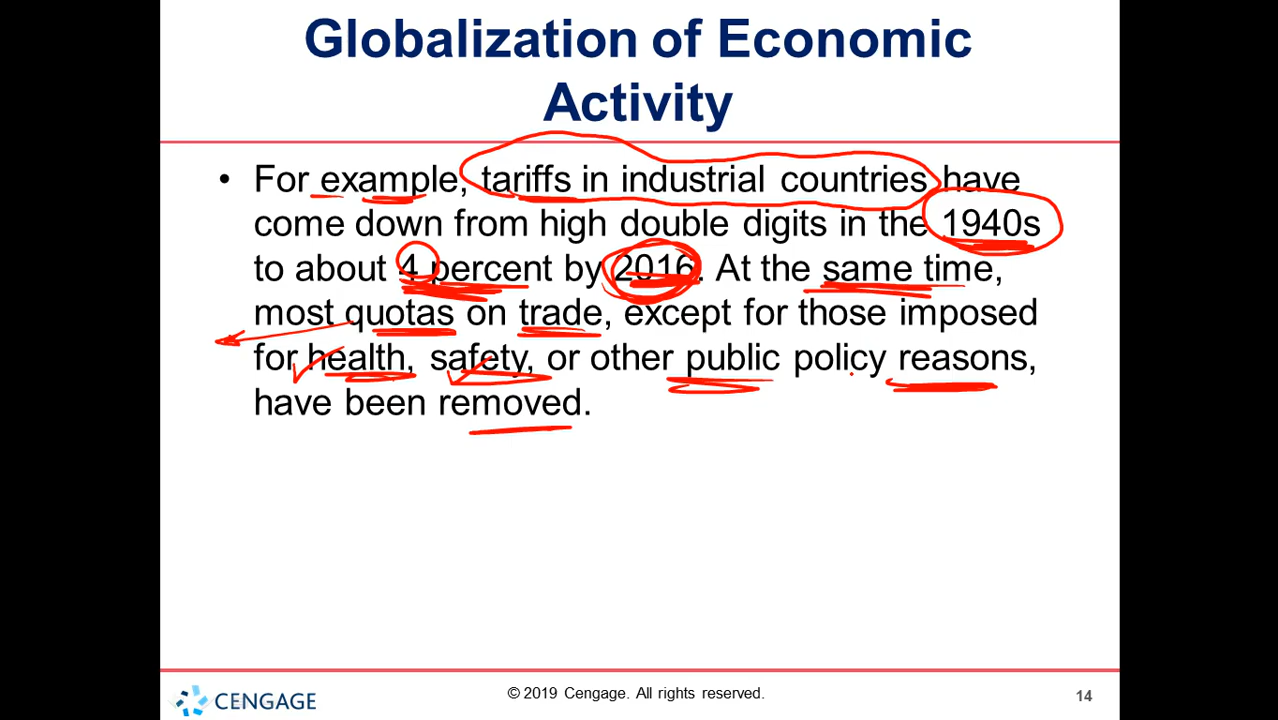 Globalization of Economic
Activity
• For example, tariffs in industrial countries have
come down from high double digits in the 1940s
to about 4 percent by 2016. At the same time,
most quotas on trade, except for those imposed
for health, safety, or other public policy reasons,
have been removed.
CENGAGE
© 2019 Cengage. All rights reserved.
14